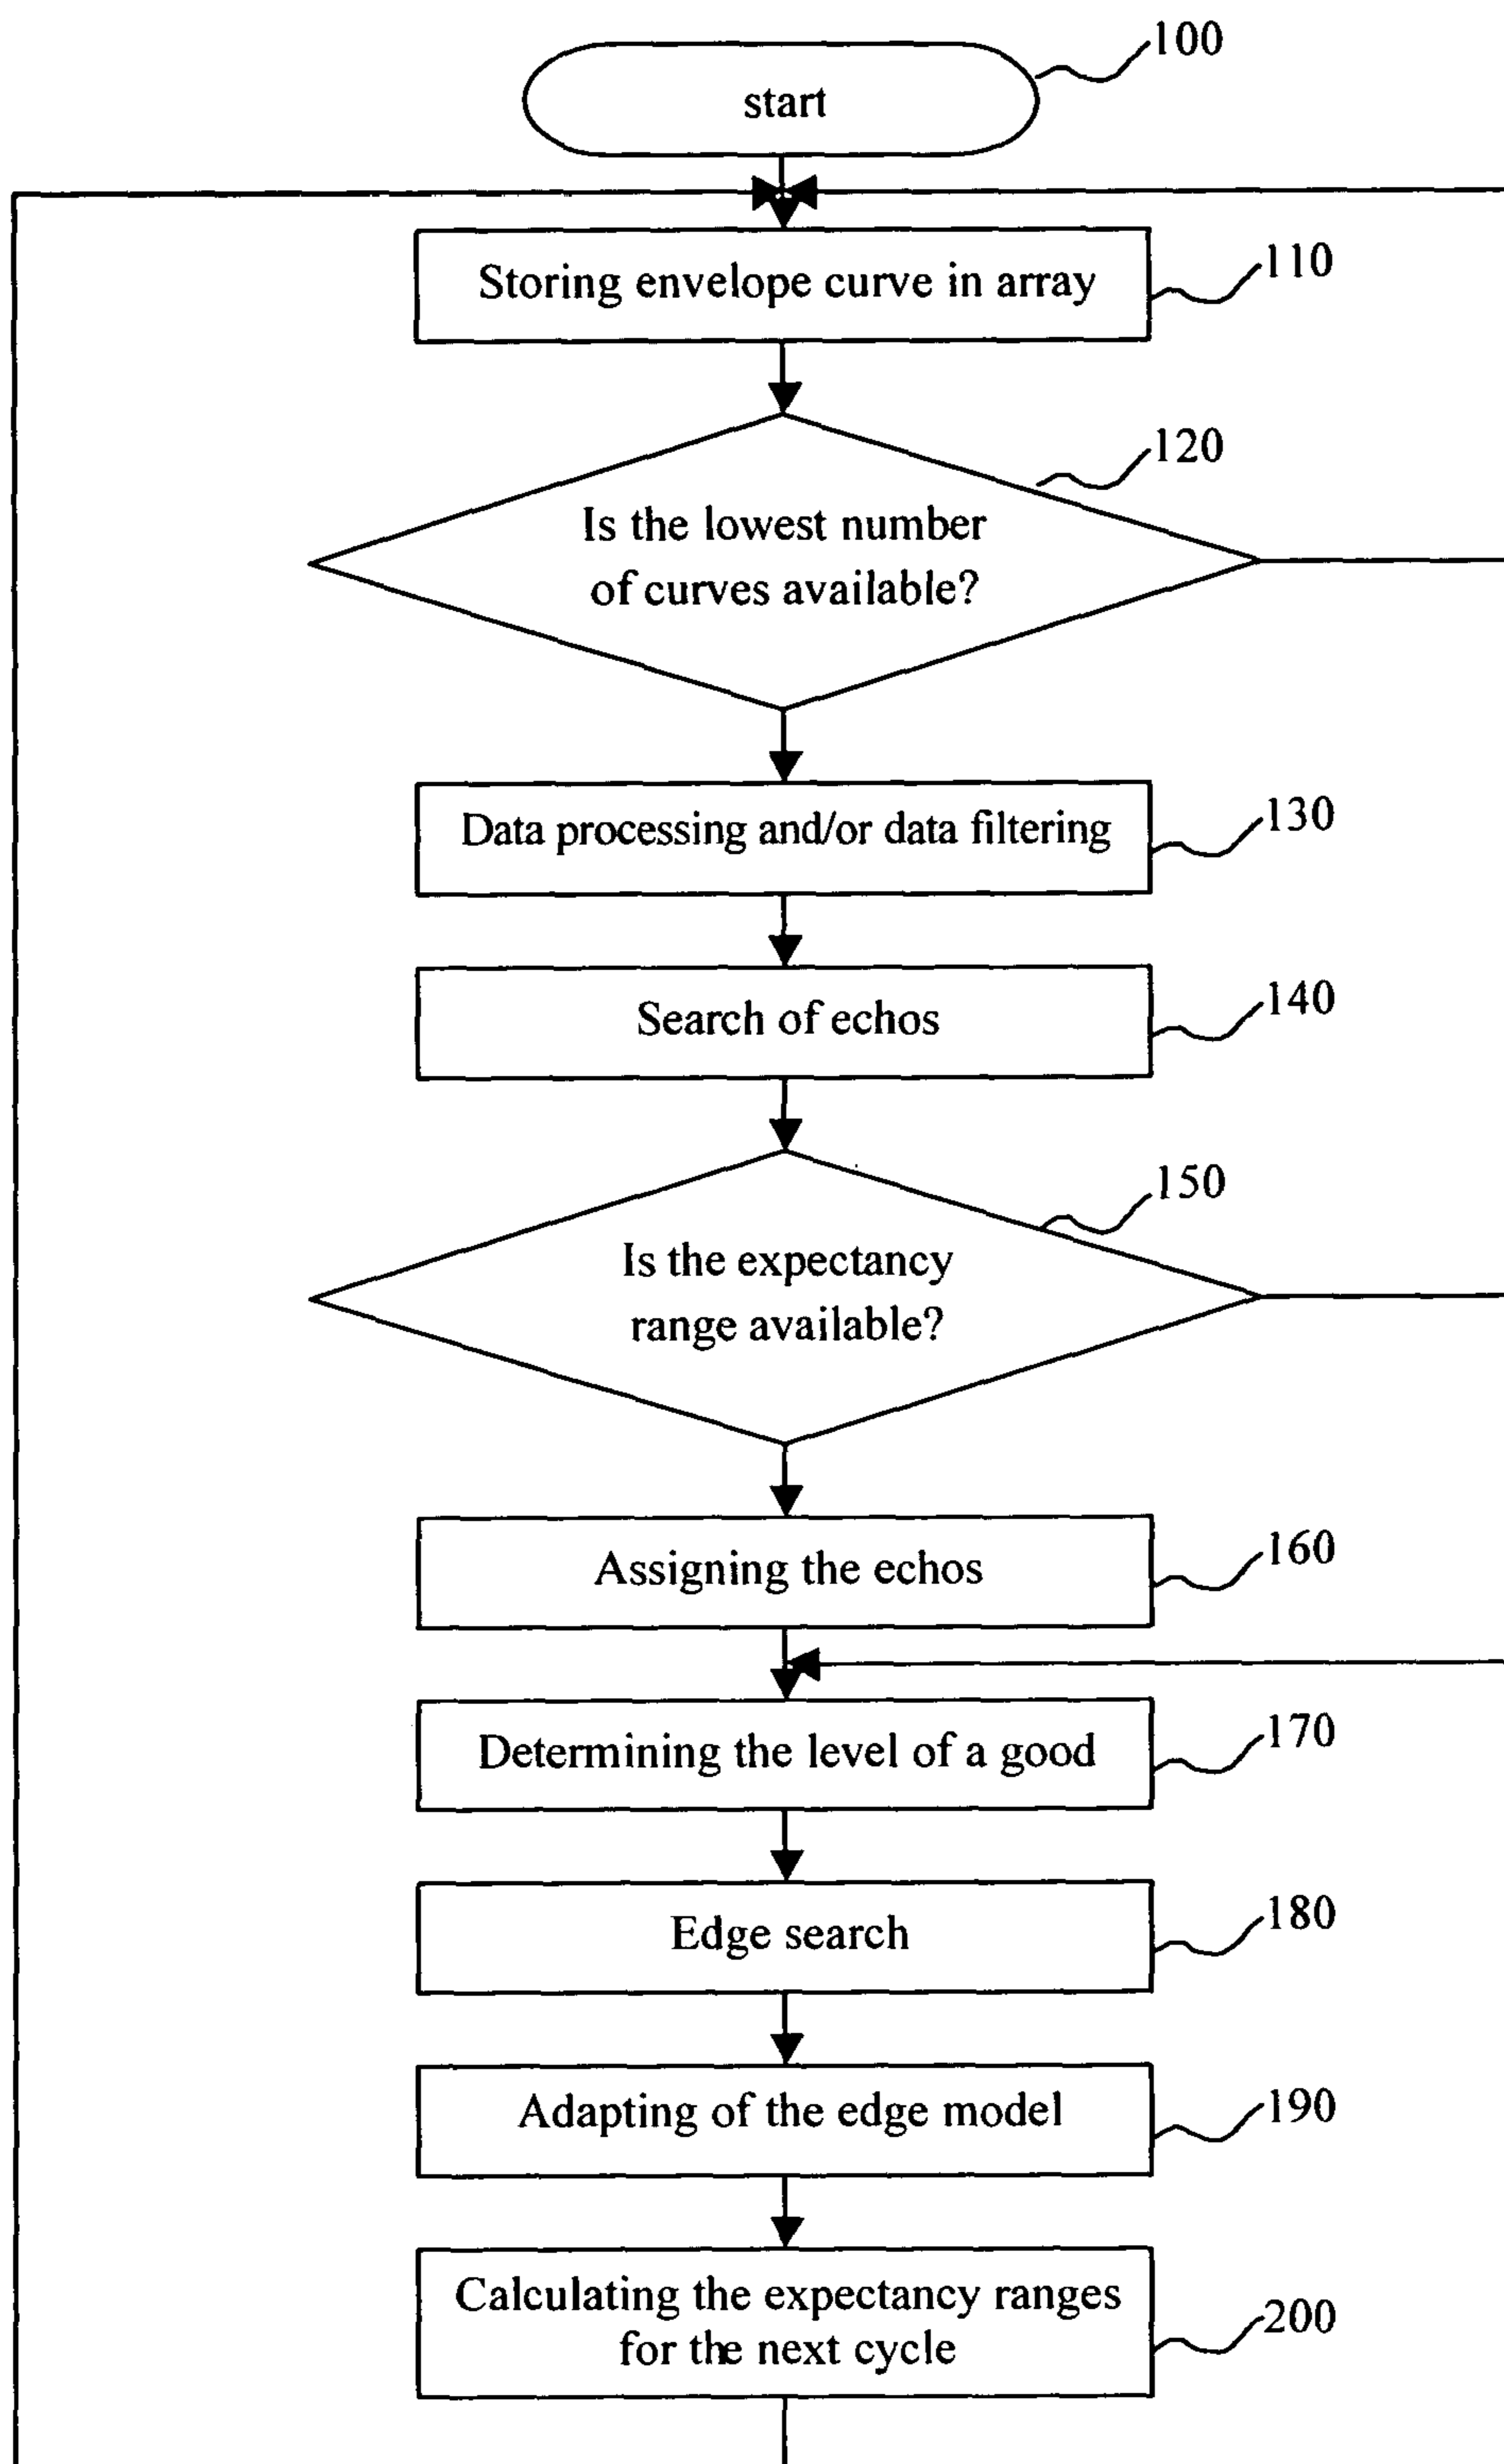 100
start
110
Storing envelope curve in array
120
Is the lowest number
of curves available?
130
Data processing and/or data filtering
140
Search of echos
150
Is the expectancy
range available?
160
Assigning the echos
170
Determining the level of a good
180
Edge search
190
Adapting of the edge model
200
Calculating the expectancy ranges
for the next cycle